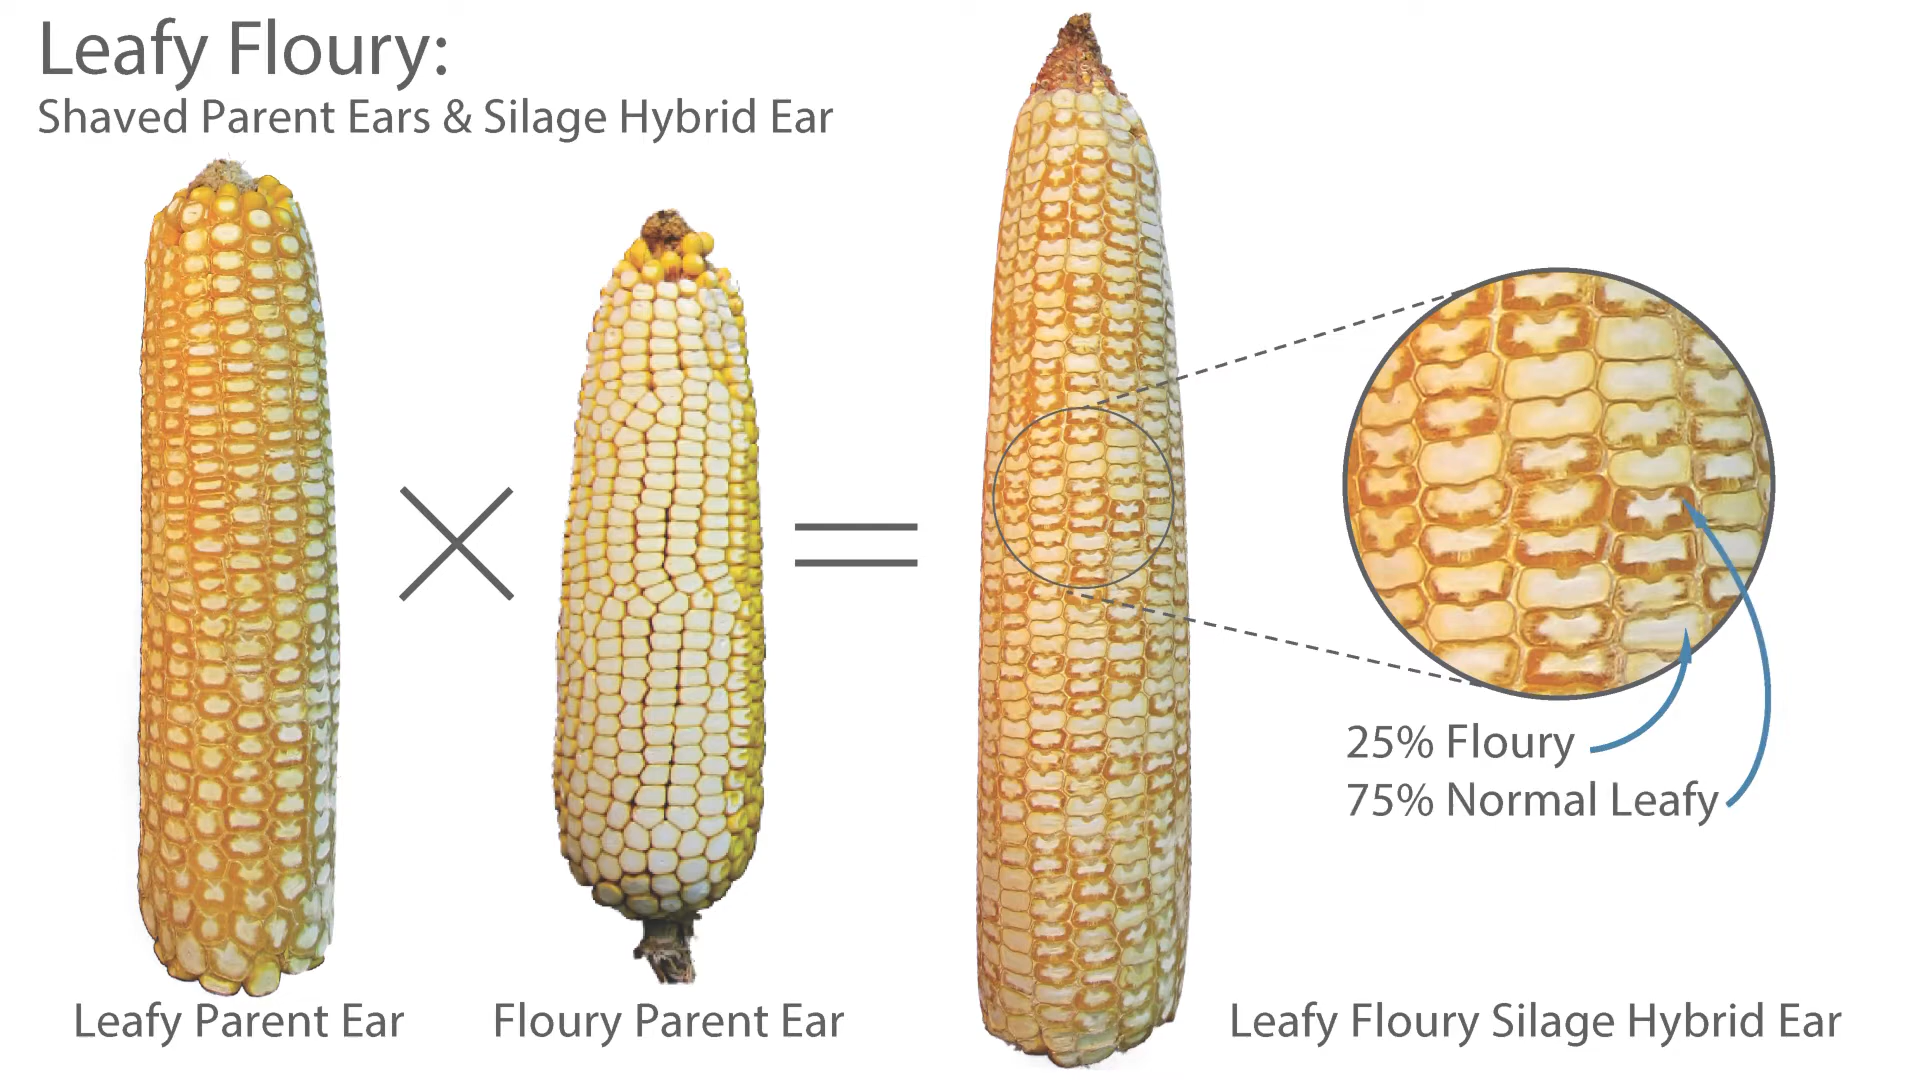 Leafy Floury:
Shaved Parent Ears & Silage Hybrid Ear
25% Floury
75% Normal Leafy
Leafy Parent Ear
Floury Parent Ear
Leafy Floury Silage Hybrid Ear